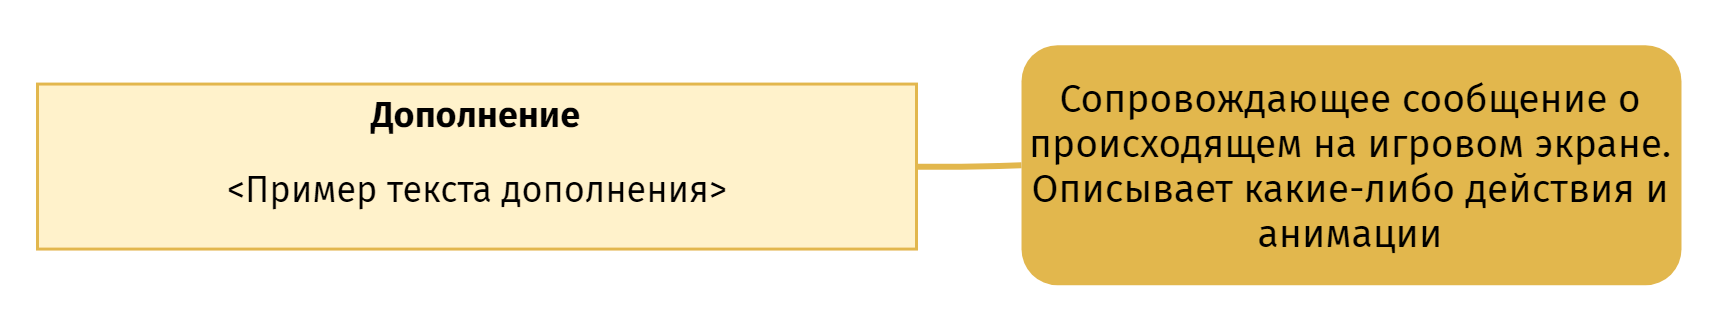 Дополнение
<Пример текста дополнения>
Сопровождающее сообщение о
происходящем на игровом экране.
Описывает какие-либо действия и
анимации